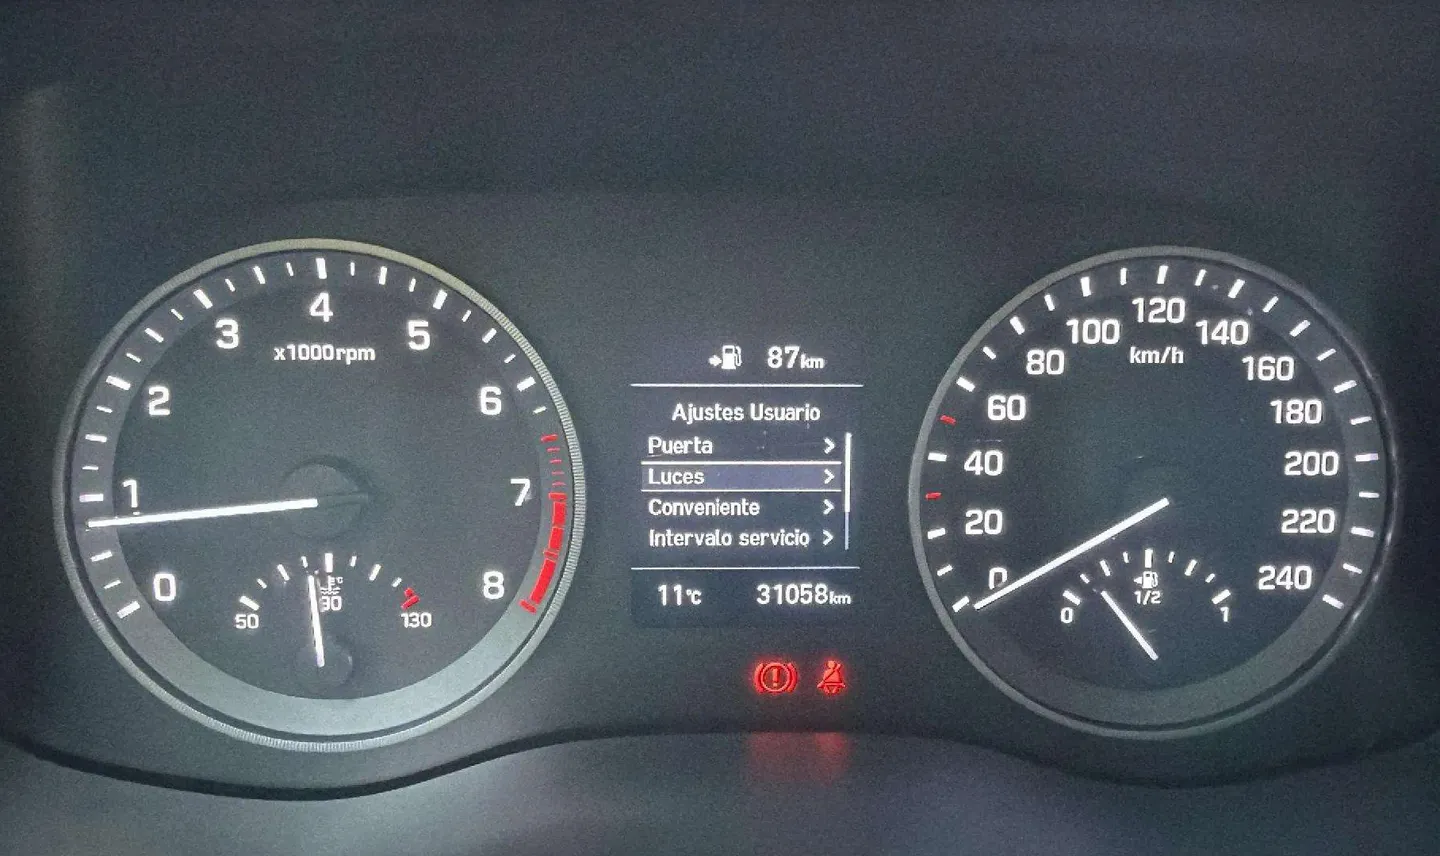 0
1
2
3
4
5
6
7
8
x1000rpm
50
°C
90
130
87km
Ajustes Usuario
Puerta >
Luces >
Conveniente >
Intervalo servicio >
11°C 31058km
0
20
40
60
80
100
120
140
160
180
200
220
240
km/h
0
1/2
1